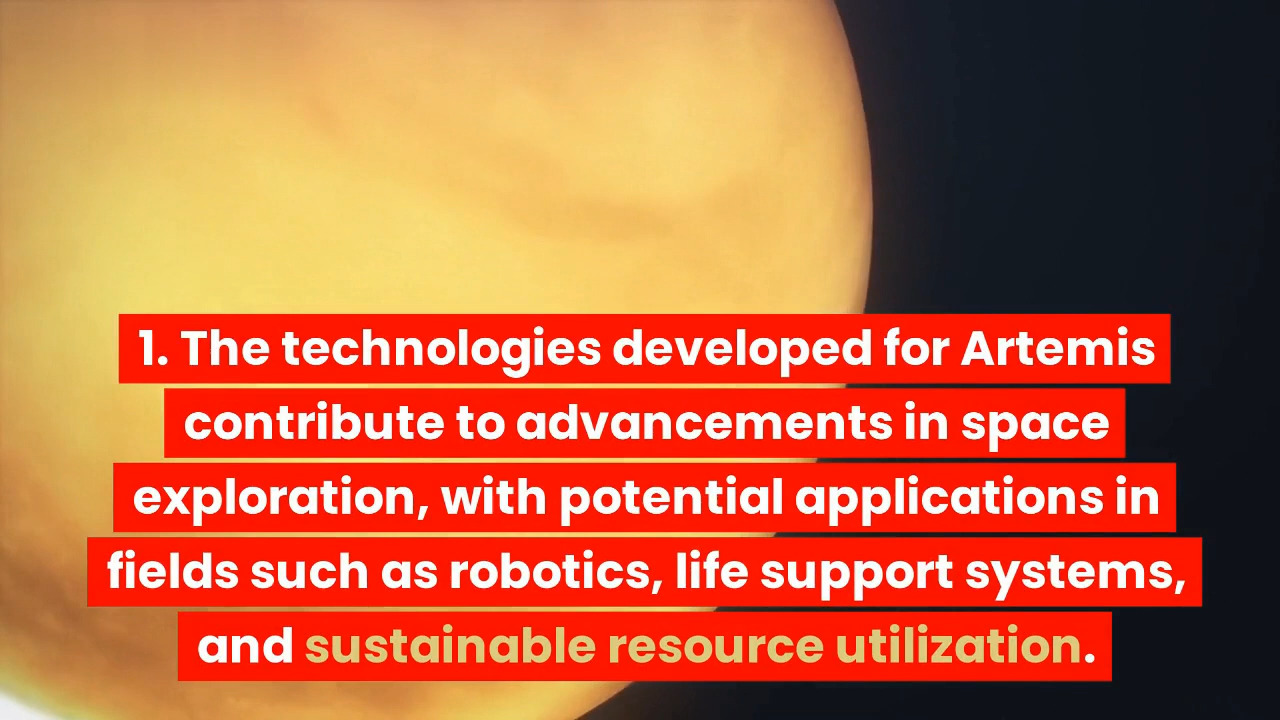 1. The technologies developed for Artemis
contribute to advancements in space
exploration, with potential applications in
fields such as robotics, life support systems,
and sustainable resource utilization.